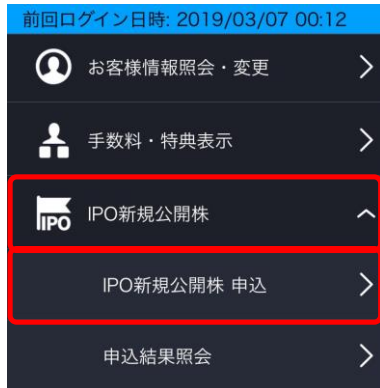 前回ログイン日時: 2019/03/07 00:12
お客様情報照会・変更
手数料・特典表示
IPO IPO新規公開株
IPO新規公開株 申込
申込結果照会